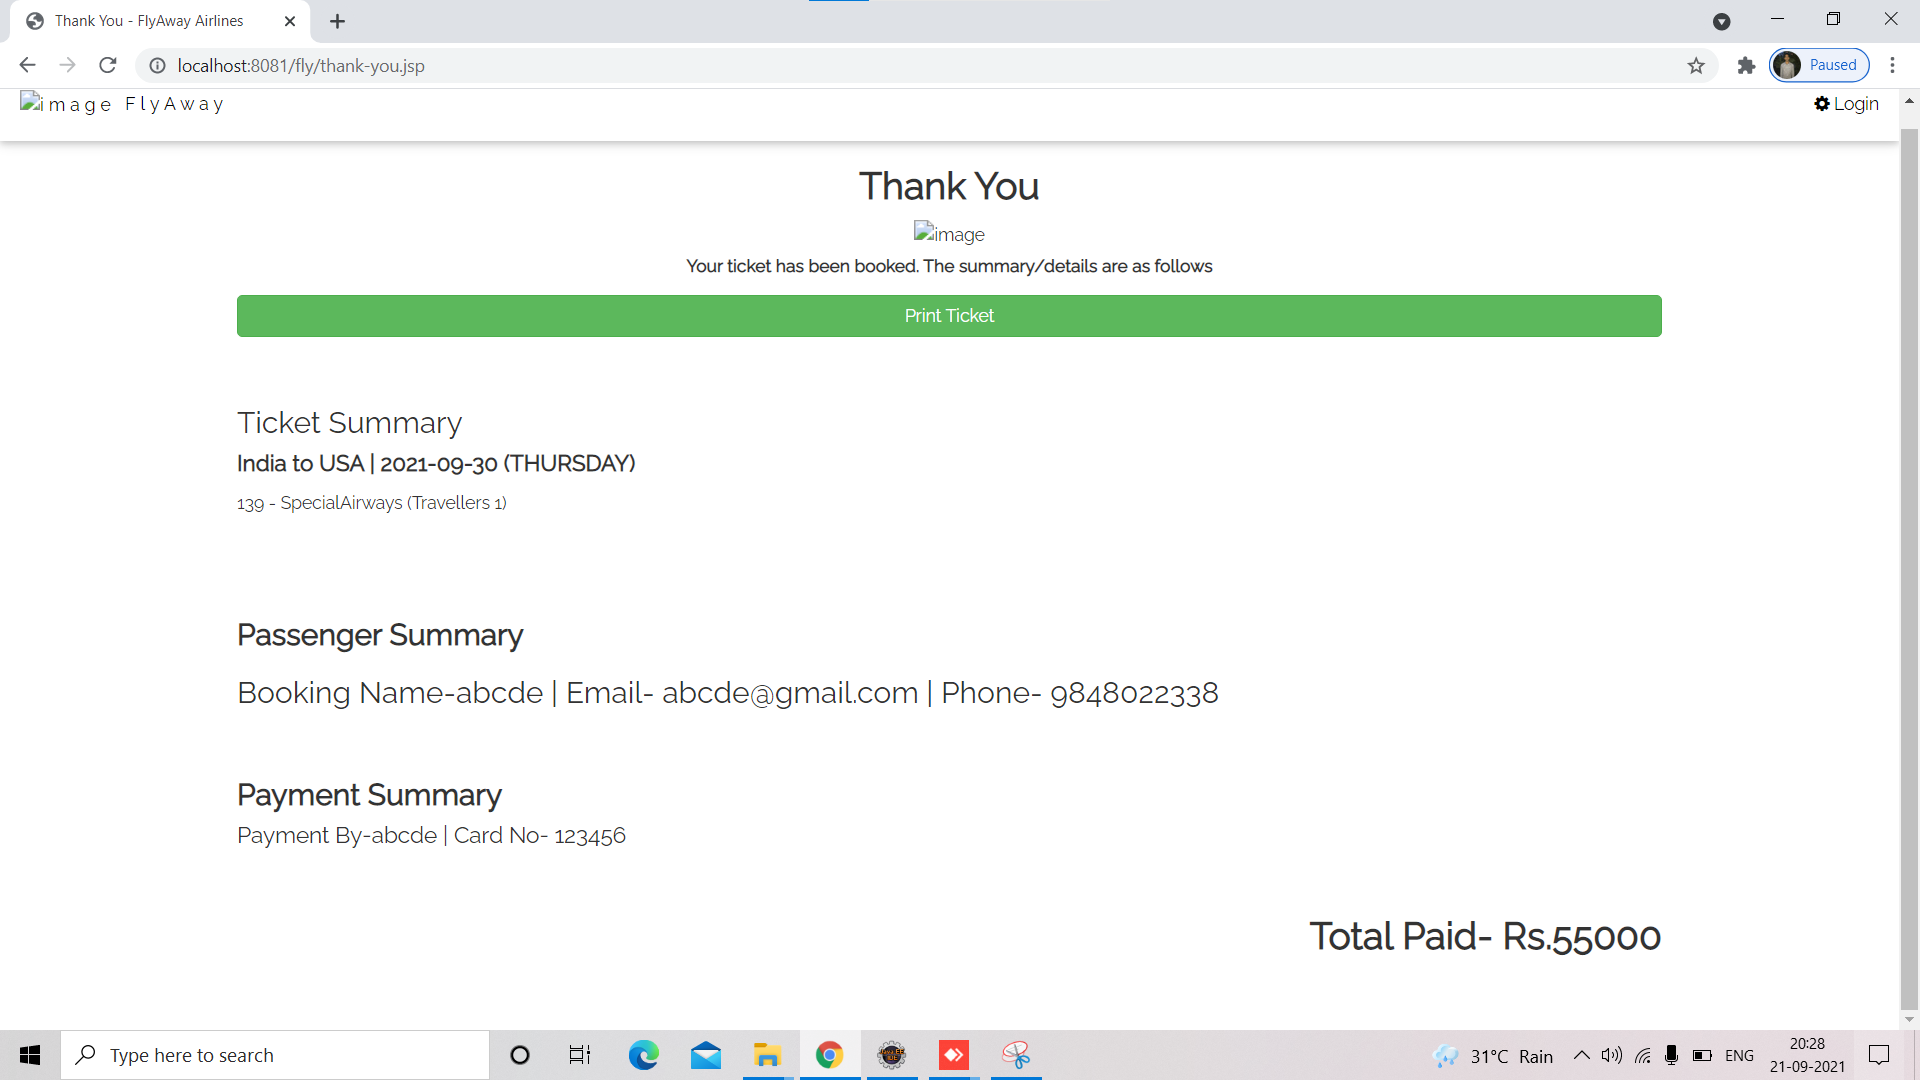 Thank You - FlyAway Airlines
localhost:8081/fly/thank-you.jsp
Paused
image FlyAway
Login
Thank You
image
Your ticket has been booked. The summary/details are as follows
Print Ticket
Ticket Summary
India to USA | 2021-09-30 (THURSDAY)
139 - SpecialAirways (Travellers 1)
Passenger Summary
Booking Name-abcde | Email- abcde@gmail.com | Phone- 9848022338
Payment Summary
Payment By-abcde | Card No- 123456
Total Paid- Rs.55000
Type here to search
31°C Rain
ENG
20:28
21-09-2021